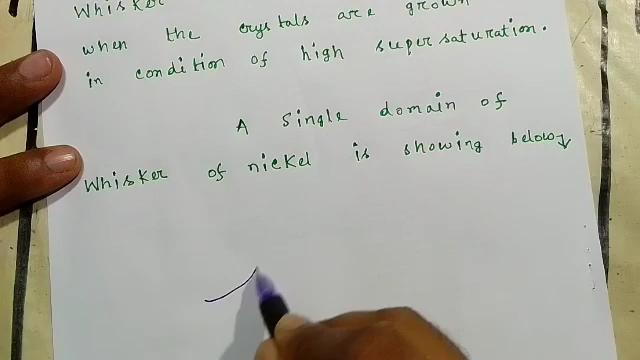 Whisker
when the crystals are grown
in condition of high supersaturation.
A single domain of
Whisker of nickel is showing below